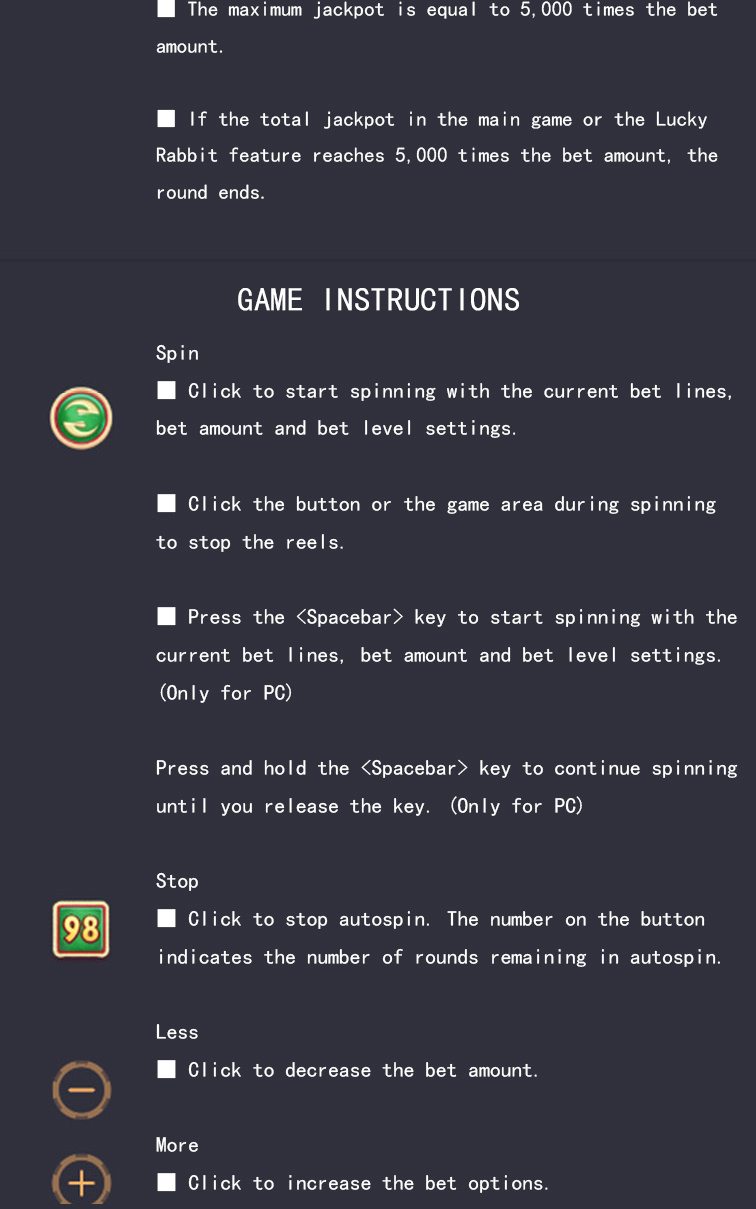 ■ The maximum jackpot is equal to 5,000 times the bet
amount.
■ If the total jackpot in the main game or the Lucky
Rabbit feature reaches 5,000 times the bet amount, the
round ends.
GAME INSTRUCTIONS
Spin
■ Click to start spinning with the current bet lines,
bet amount and bet level settings.
■ Click the button or the game area during spinning
to stop the reels.
■ Press the <Spacebar> key to start spinning with the
current bet lines, bet amount and bet level settings.
(Only for PC)
Press and hold the <Spacebar> key to continue spinning
until you release the key. (Only for PC)
Stop
98
■ Click to stop autospin. The number on the button
indicates the number of rounds remaining in autospin.
Less
■ Click to decrease the bet amount.
More
■ Click to increase the bet options.